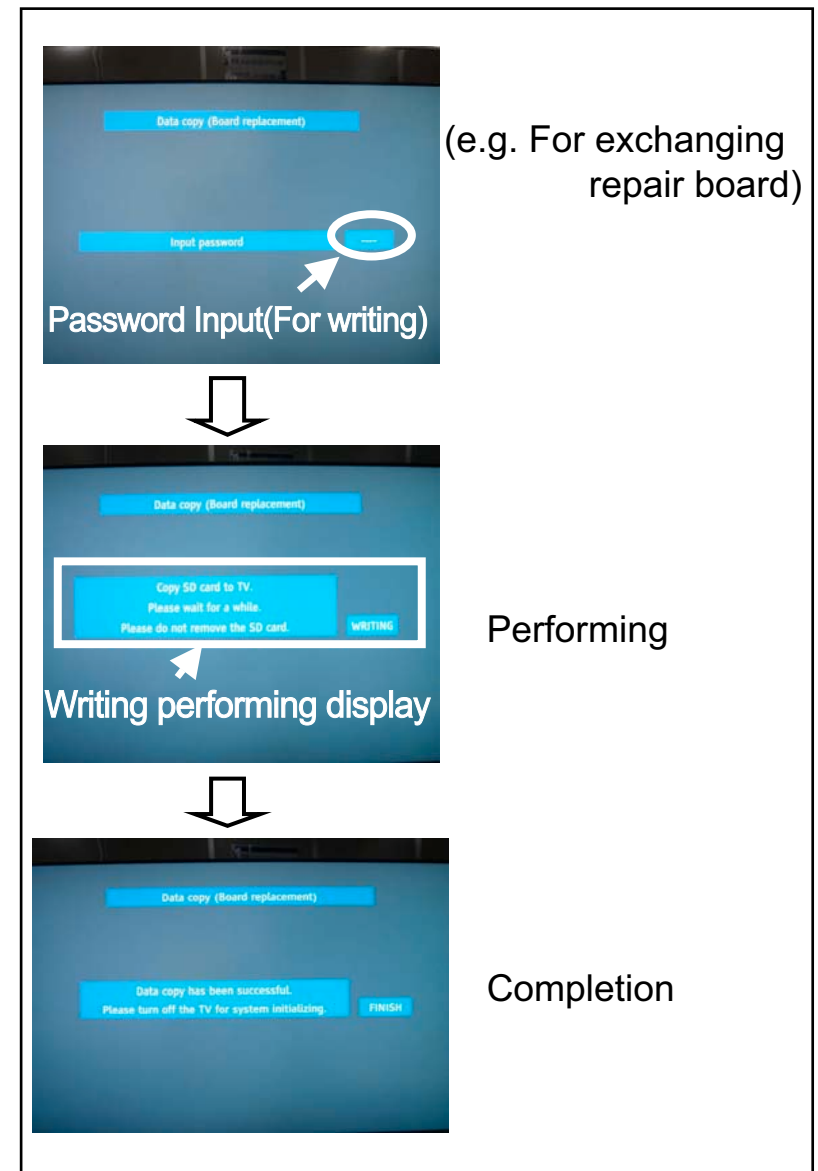 Data copy (Board replacement)
(e.g. For exchanging
repair board)
Input password
Password Input(For writing)
Data copy (Board replacement)
Copy SD card to TV.
Please wait for a while.
Please do not remove the SD card.
WRITING
Performing
Writing performing display
Data copy (Board replacement)
Data copy has been successful.
Please turn off the TV for system initializing.
FINISH
Completion